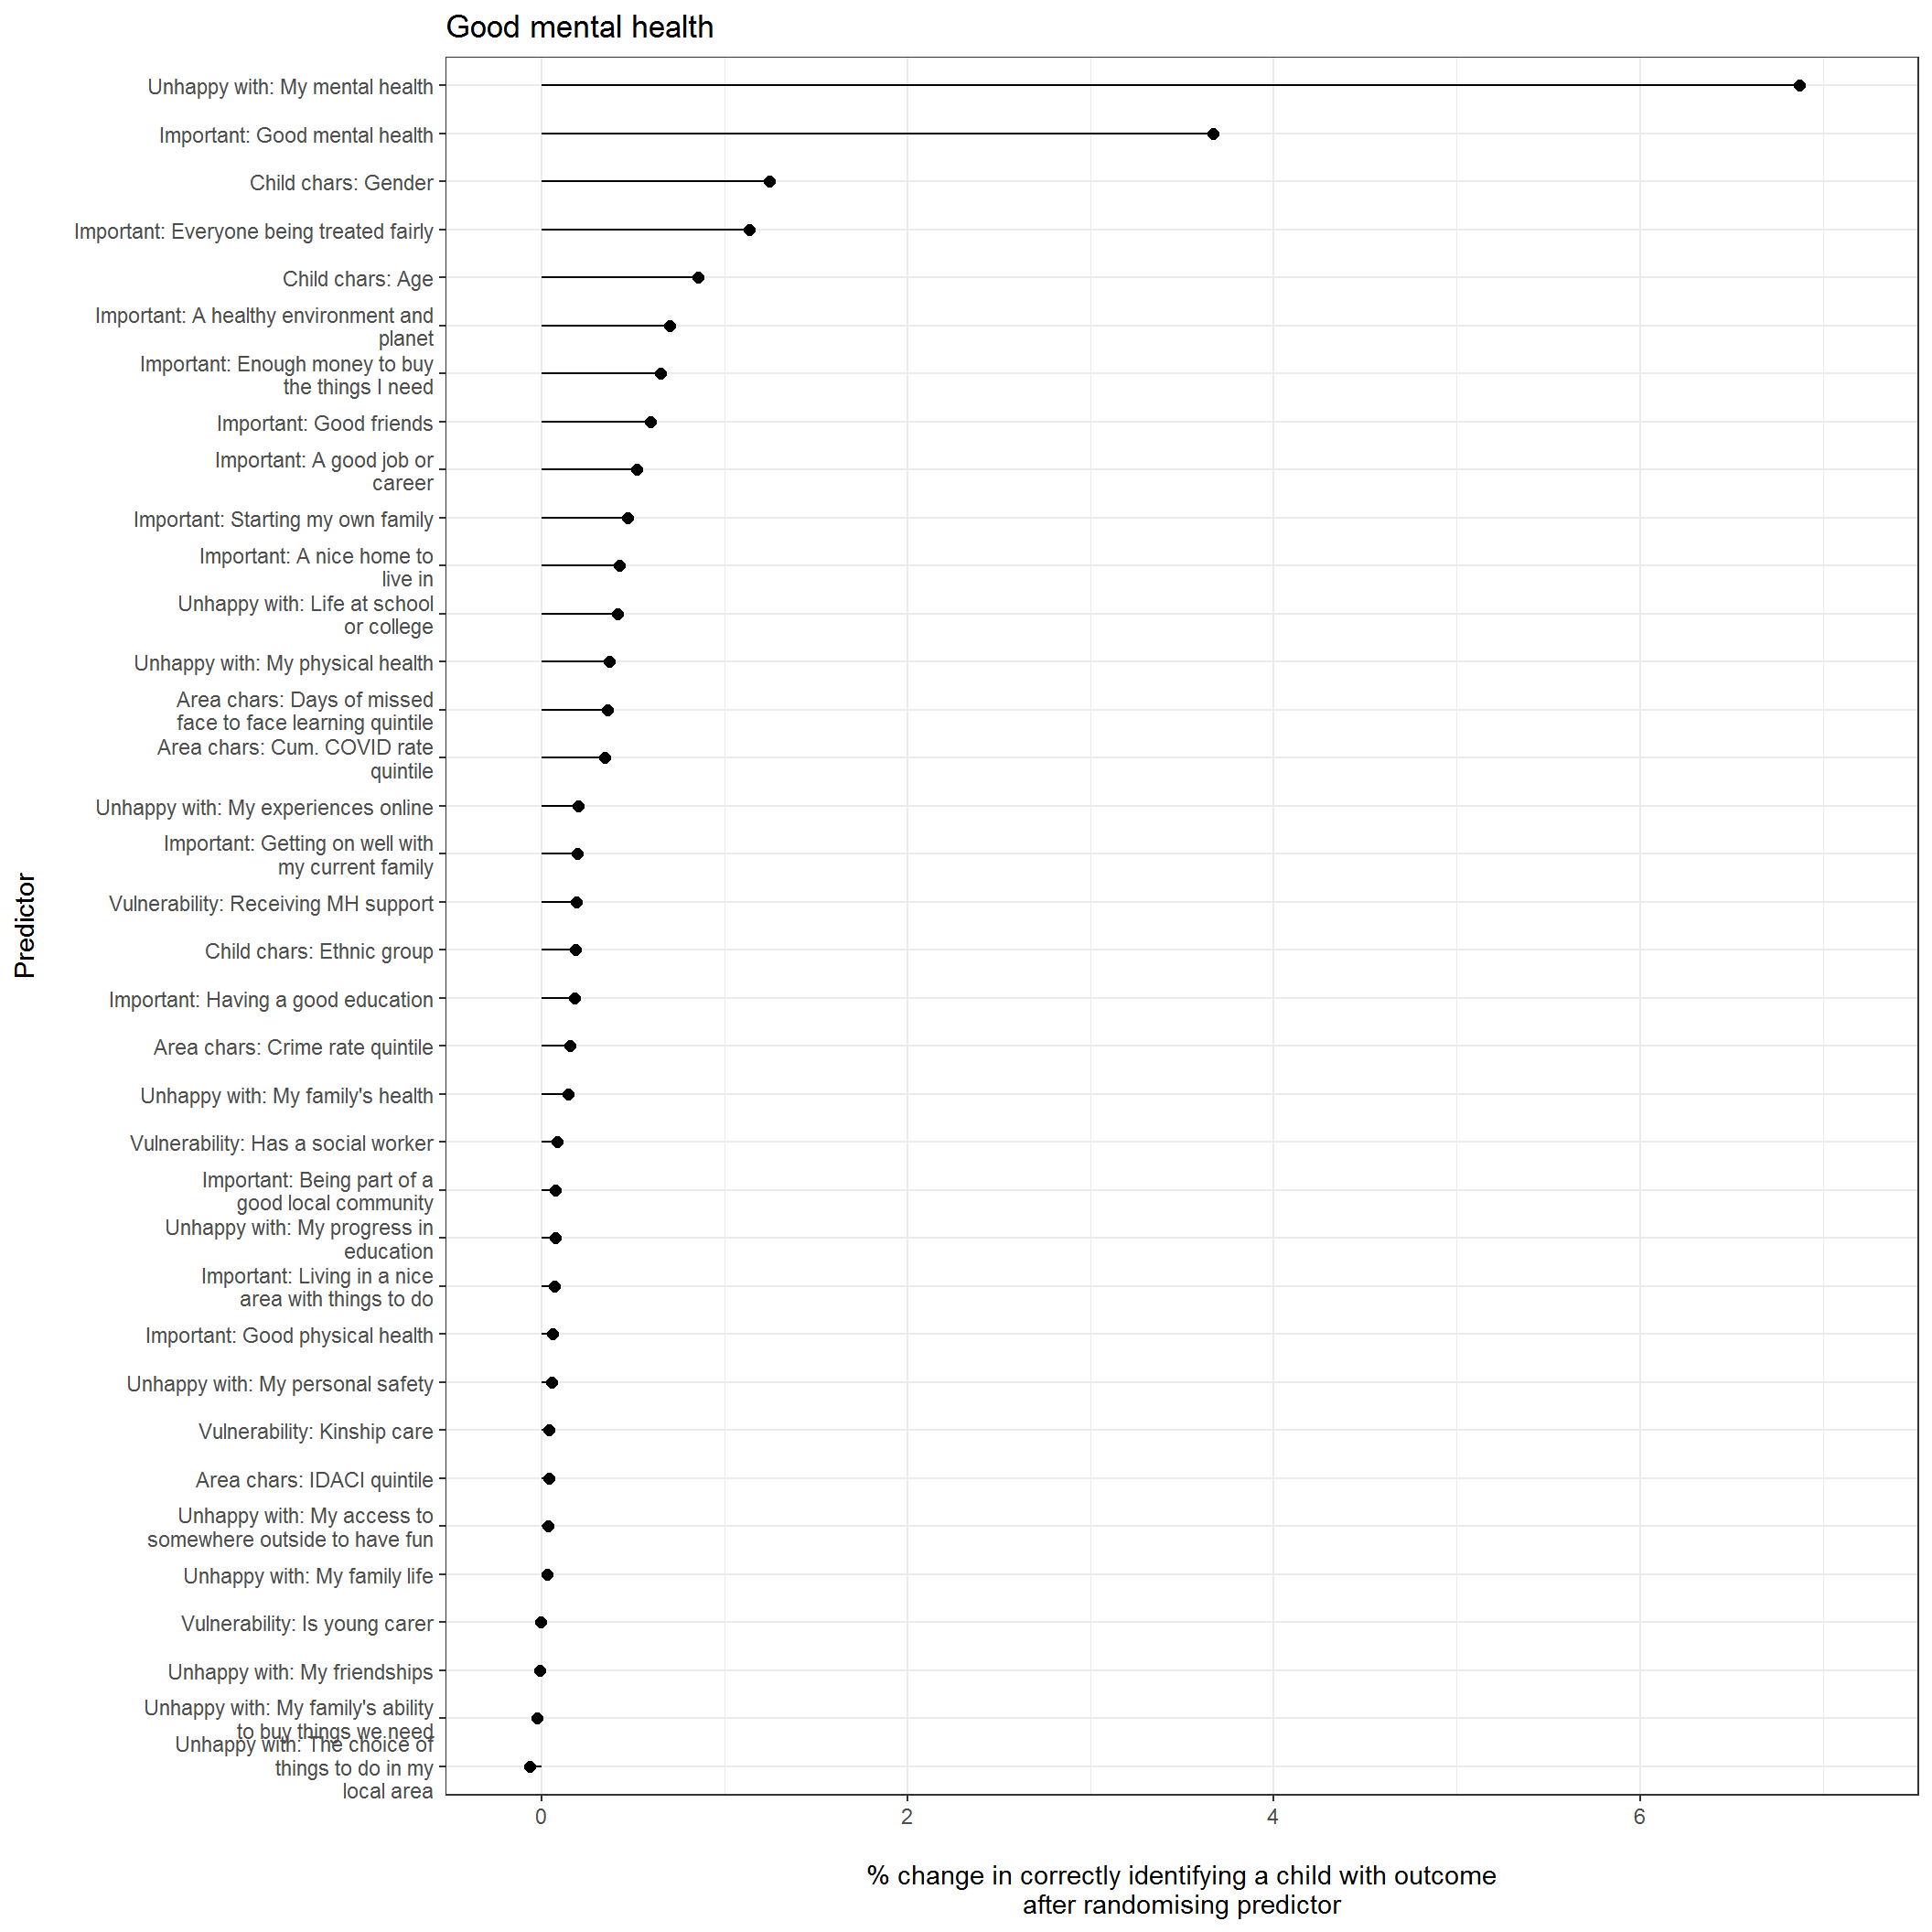 Good mental health
Unhappy with: My mental health
Important: Good mental health
Child chars: Gender
Important: Everyone being treated fairly
Child chars: Age
Important: A healthy environment and
planet
Important: Enough money to buy
the things I need
Important: Good friends
Important: A good job or
career
Important: Starting my own family
Important: A nice home to
live in
Unhappy with: Life at school
or college
Unhappy with: My physical health
Area chars: Days of missed
face to face learning quintile
Area chars: Cum. COVID rate
quintile
Unhappy with: My experiences online
Important: Getting on well with
my current family
Vulnerability: Receiving MH support
Child chars: Ethnic group
Important: Having a good education
Area chars: Crime rate quintile
Unhappy with: My family's health
Vulnerability: Has a social worker
Important: Being part of a
good local community
Unhappy with: My progress in
education
Important: Living in a nice
area with things to do
Important: Good physical health
Unhappy with: My personal safety
Vulnerability: Kinship care
Area chars: IDACI quintile
Unhappy with: My access to
somewhere outside to have fun
Unhappy with: My family life
Vulnerability: Is young carer
Unhappy with: My friendships
Unhappy with: My family's ability
to buy things we need
Unhappy with: The choice of
things to do in my
local area
Predictor
0 2 4 6
% change in correctly identifying a child with outcome
after randomising predictor